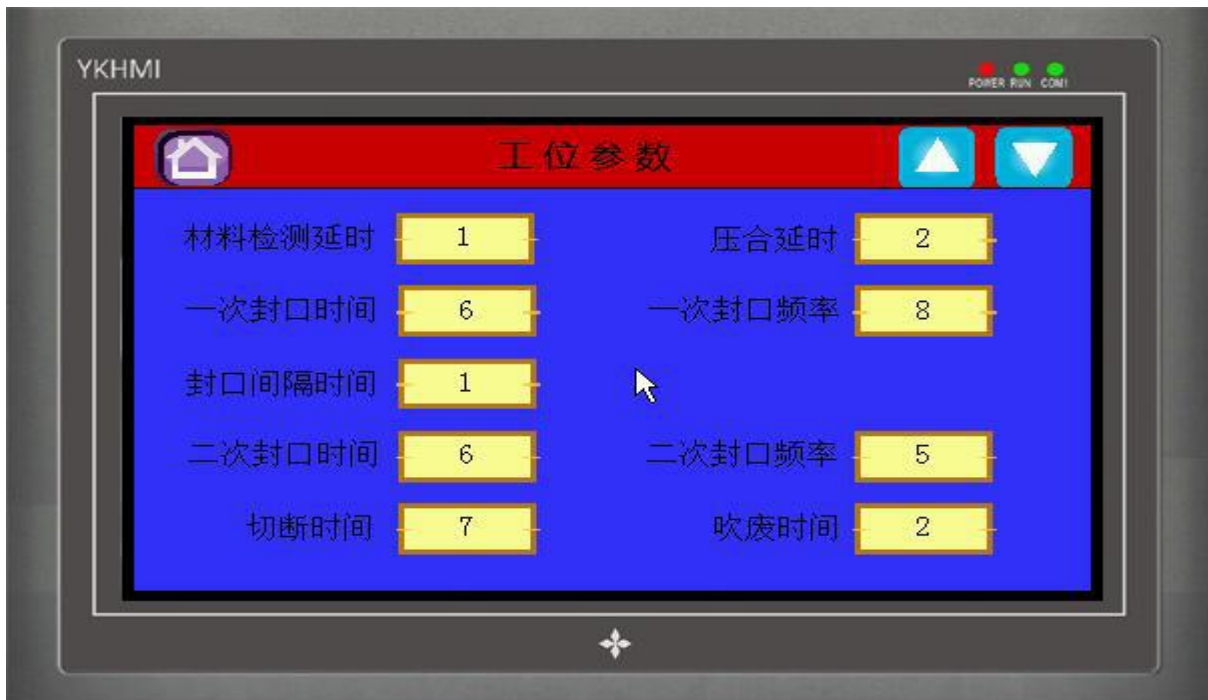 YKHMI
POWER RUN COM1
工位参数
材料检测延时 1 压合延时 2
一次封口时间 6 一次封口频率 8
封口间隔时间 1
二次封口时间 6 二次封口频率 5
切断时间 7 吹废时间 2